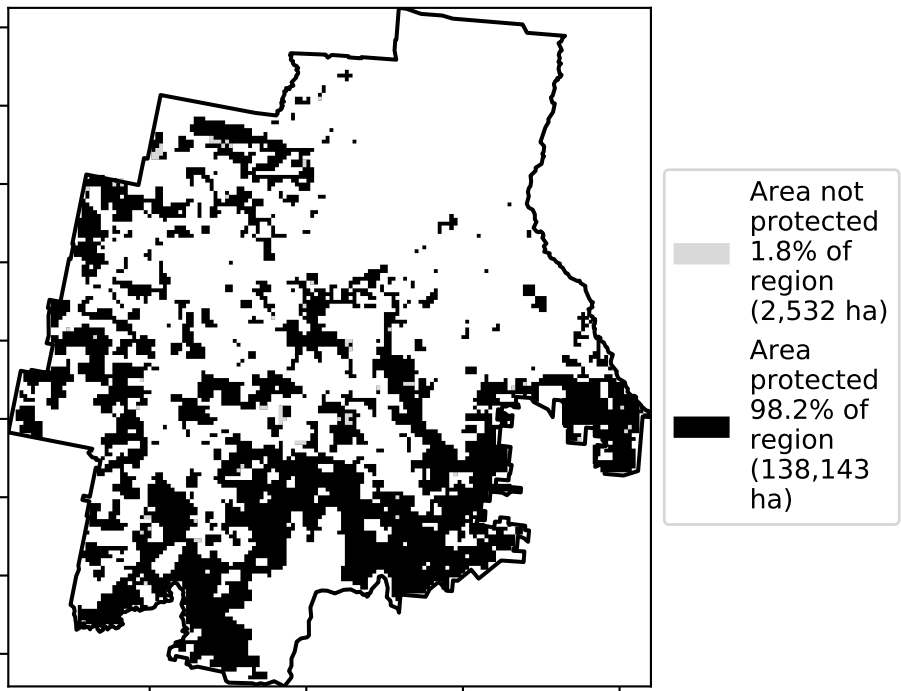 Area not
protected
1.8% of
region
(2,532 ha)
Area
protected
98.2% of
region
(138,143
ha)